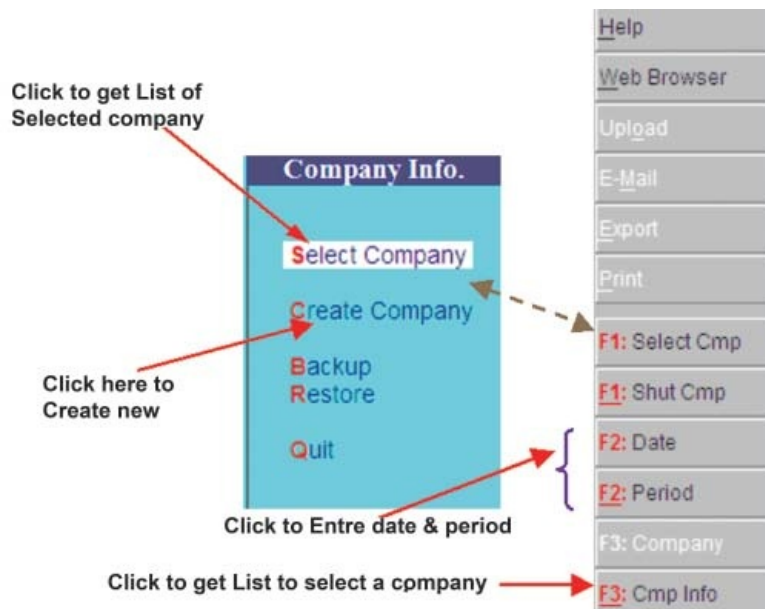 Click to get List of
Selected company
Company Info.
Select Company
Create Company
Backup
Restore
Quit
Click here to
Create new
Click to Entre date & period
Click to get List to select a company
Help
Web Browser
Upload
E-Mail
Export
Print
F1: Select Cmp
F1: Shut Cmp
F2: Date
F2: Period
F3: Company
F3: Cmp Info